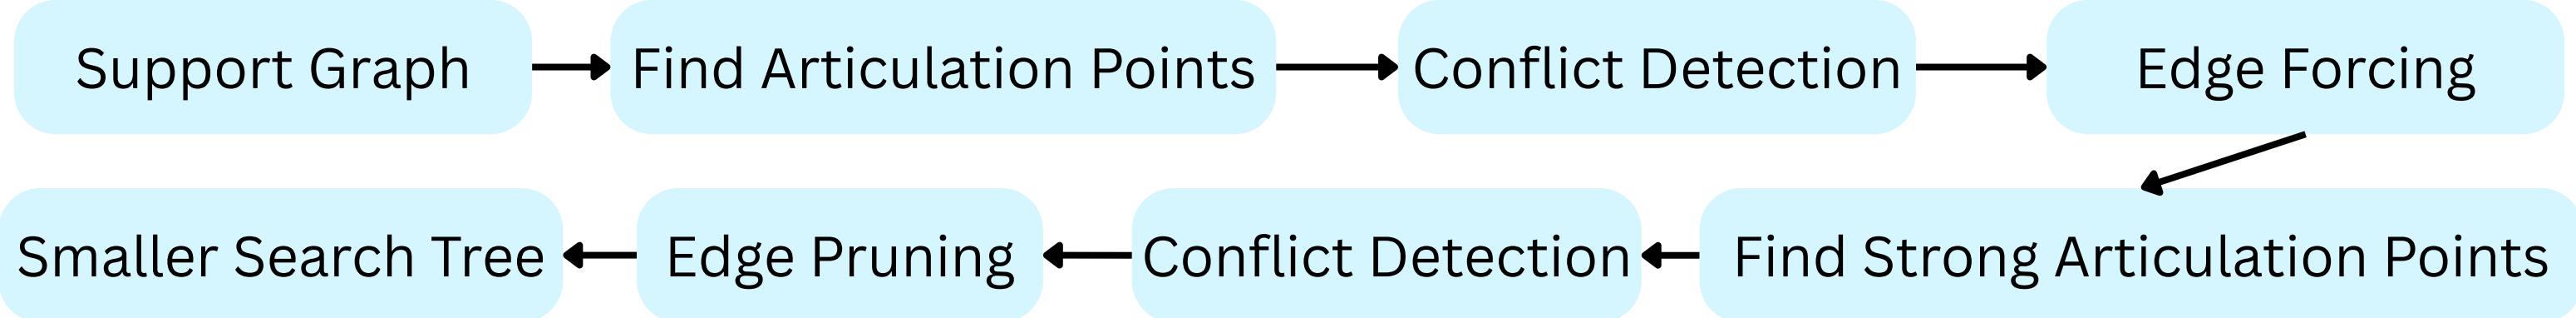 Support Graph
Find Articulation Points
Conflict Detection
Edge Forcing
Find Strong Articulation Points
Conflict Detection
Edge Pruning
Smaller Search Tree